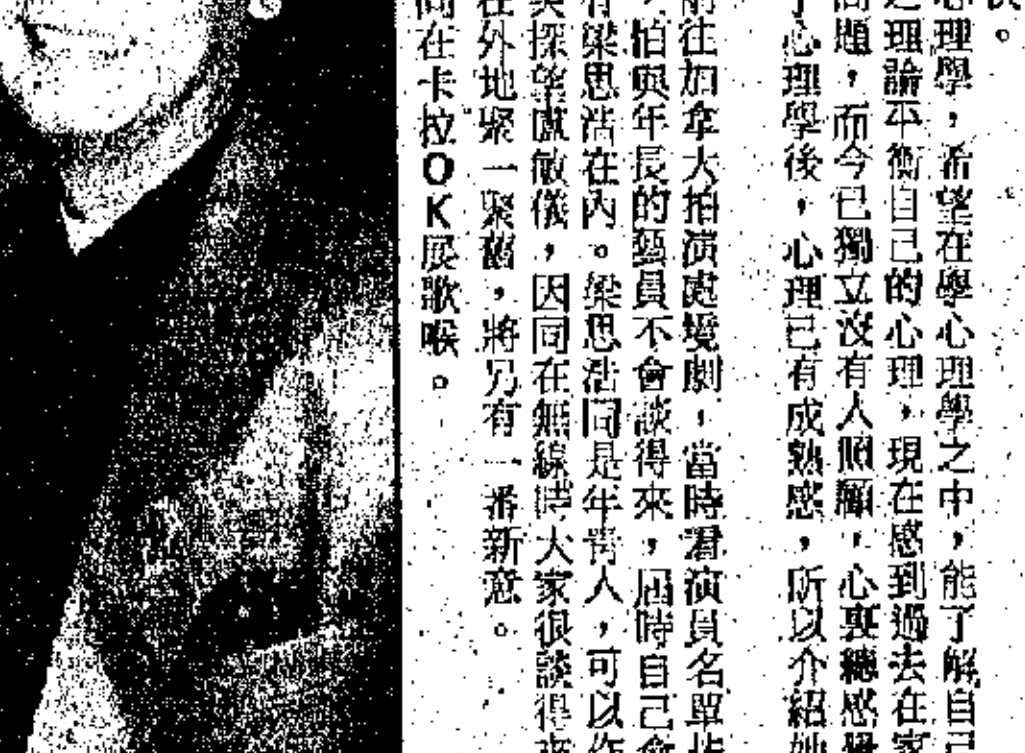 。
心理學，希望在學心理學之中，能了解自己
之理論平衡自己的心理，現在感到過去在家
問題，而今已獨立沒有人照顧，心裏總感覺
了心理學後，心理已有成熟感，所以介紹她
前往加拿大拍演處境劇，當時看演員名單
，怕與年長的藝員不會談得來，屆時自己會
有梁思浩在內。梁思浩同是年青人，可以作
探望盧敏儀，因同在無線時大家很談得來
在外地聚一聚舊，將另有一番新意。
同在卡拉OK展歌喉。